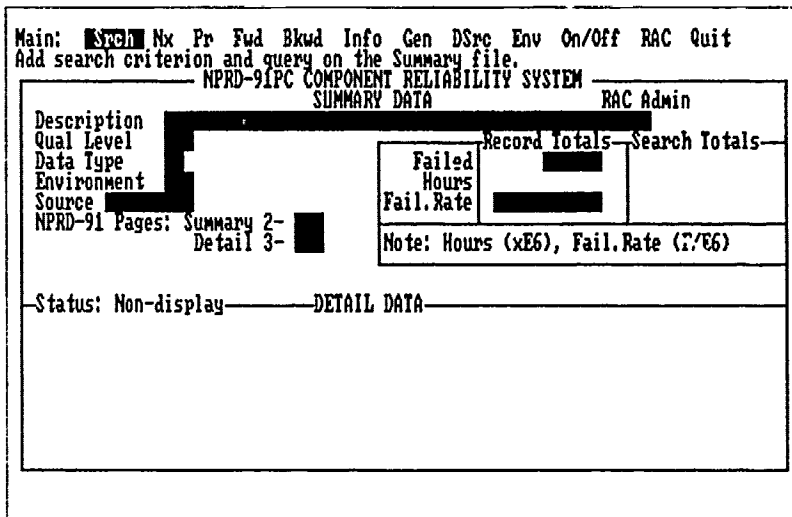 Main: Srch Nx Pr Fwd Bkwd Info Gen DSrc Env On/Off RAC Quit
Add search criterion and query on the Summary file.
NPRD-91PC COMPONENT RELIABILITY SYSTEM
SUMMARY DATA RAC Admin
Description
Qual Level Record Totals Search Totals
Data Type Failed
Environment Hours
Source Fail.Rate
NPRD-91 Pages: Summary 2-
Detail 3- Note: Hours (xE6), Fail.Rate (F/E6)
Status: Non-display DETAIL DATA